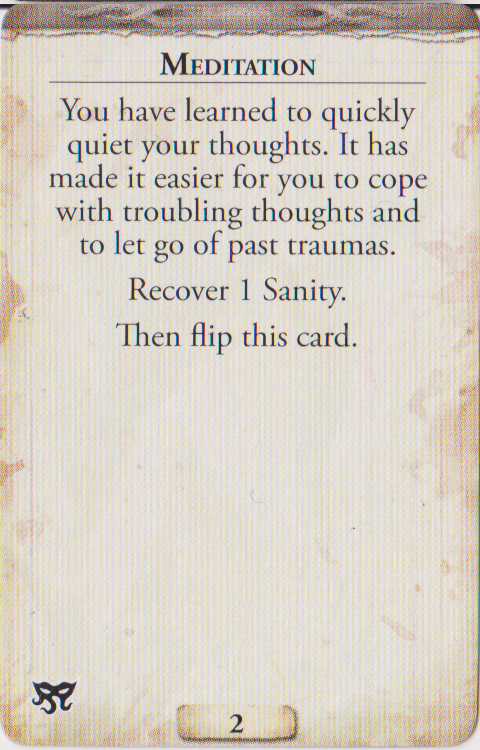 MEDITATION
You have learned to quickly
quiet your thoughts. It has
made it easier for you to cope
with troubling thoughts and
to let go of past traumas.
Recover 1 Sanity.
Then flip this card.
2